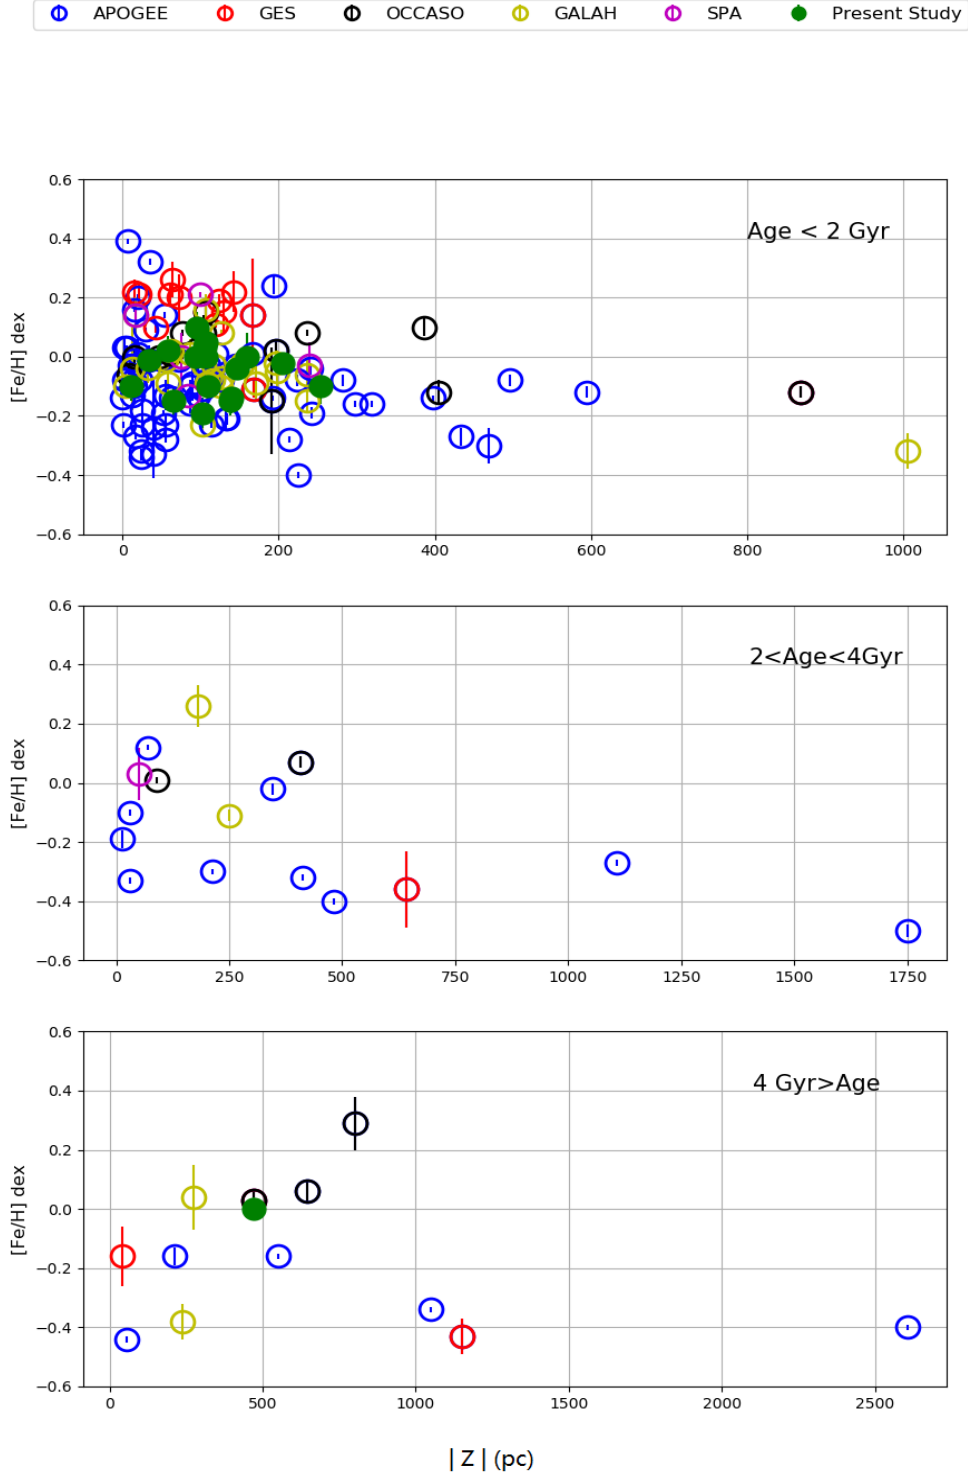 APOGEE GES OCCASO GALAH SPA Present Study
0.6
0.4
0.2
0.0
−0.2
−0.4
−0.6
[Fe/H] dex
Age < 2 Gyr
0 200 400 600 800 1000
0.6
0.4
0.2
0.0
−0.2
−0.4
−0.6
[Fe/H] dex
2<Age<4Gyr
0 250 500 750 1000 1250 1500 1750
0.6
0.4
0.2
0.0
−0.2
−0.4
−0.6
[Fe/H] dex
4 Gyr>Age
0 500 1000 1500 2000 2500
| Z | (pc)